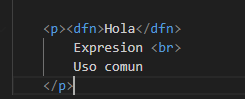 <p><dfn>Hola</dfn>
Expresion <br>
Uso comun
</p>